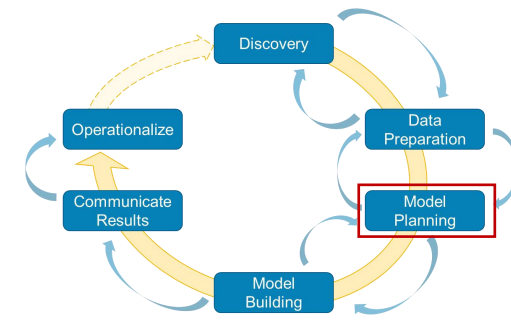 Discovery
Data
Preparation
Model
Planning
Model
Building
Communicate
Results
Operationalize